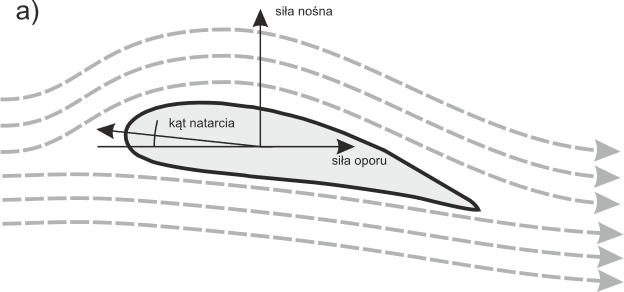 a)
siła nośna
kąt natarcia
siła oporu